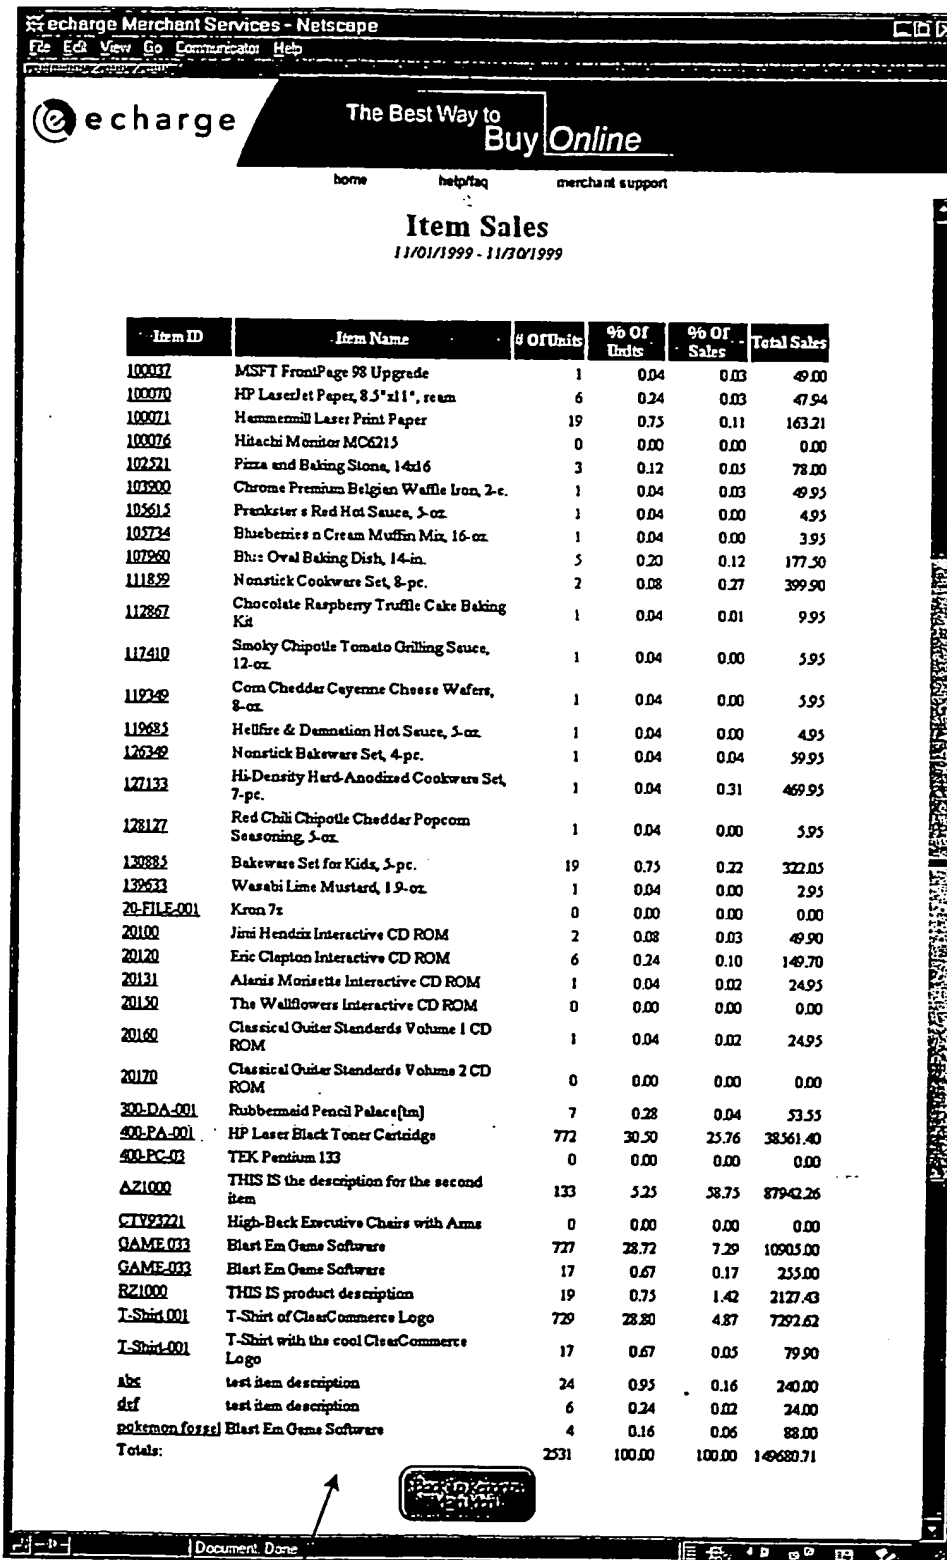 echarge Merchant Services - Netscape
File Edit View Go Communicator Help
echarge
The Best Way to
Buy Online
home help/faq merchant support
Item Sales
11/01/1999 - 11/30/1999
Item ID Item Name # Of Units % Of Units % Of Sales Total Sales
100037 MSFT FrontPage 98 Upgrade 1 0.04 0.03 49.00
100070 HP LaserJet Paper, 8.5"x11", ream 6 0.24 0.03 47.94
100071 Hammermill Laser Print Paper 19 0.75 0.11 163.21
100076 Hitachi Monitor MC6215 0 0.00 0.00 0.00
102521 Pizza and Baking Stone, 14x16 3 0.12 0.05 78.00
103900 Chrome Premium Belgian Waffle Iron, 2-c. 1 0.04 0.03 49.95
105615 Prankster s Red Hot Sauce, 5-oz. 1 0.04 0.00 4.95
105734 Blueberries n Cream Muffin Mix, 16-oz. 1 0.04 0.00 3.95
107960 Blue Oval Baking Dish, 14-in. 5 0.20 0.12 177.50
111859 Nonstick Cookware Set, 8-pc. 2 0.08 0.27 399.90
112867 Chocolate Raspberry Truffle Cake Baking Kit 1 0.04 0.01 9.95
117410 Smoky Chipotle Tomato Grilling Sauce, 12-oz. 1 0.04 0.00 5.95
119349 Corn Cheddar Cayenne Cheese Wafers, 8-oz. 1 0.04 0.00 5.95
119685 Hellfire & Damnation Hot Sauce, 5-oz. 1 0.04 0.00 4.95
126349 Nonstick Bakeware Set, 4-pc. 1 0.04 0.04 59.95
127133 Hi-Density Hard-Anodized Cookware Set, 7-pc. 1 0.04 0.31 469.95
128127 Red Chili Chipotle Cheddar Popcorn Seasoning, 5-oz. 1 0.04 0.00 5.95
130885 Bakeware Set for Kids, 5-pc. 19 0.75 0.22 322.05
139633 Wasabi Lime Mustard, 1.9-oz. 1 0.04 0.00 2.95
20-FILE-001 Kron 7z 0 0.00 0.00 0.00
20100 Jimi Hendrix Interactive CD ROM 2 0.08 0.03 49.90
20120 Eric Clapton Interactive CD ROM 6 0.24 0.10 149.70
20131 Alanis Morisette Interactive CD ROM 1 0.04 0.02 24.95
20150 The Wallflowers Interactive CD ROM 0 0.00 0.00 0.00
20160 Classical Guitar Standards Volume 1 CD ROM 1 0.04 0.02 24.95
20170 Classical Guitar Standards Volume 2 CD ROM 0 0.00 0.00 0.00
300-DA-001 Rubbermaid Pencil Palace[tm] 7 0.28 0.04 53.55
400-PA-001 HP Laser Black Toner Cartridge 772 30.50 25.76 38561.40
400-PC-03 TEK Pentium 133 0 0.00 0.00 0.00
AZ1000 THIS IS the description for the second item 133 5.25 58.75 87942.26
CTV93221 High-Back Executive Chairs with Arms 0 0.00 0.00 0.00
GAME 033 Blast Em Game Software 727 28.72 7.29 10905.00
GAME-033 Blast Em Game Software 17 0.67 0.17 255.00
RZ1000 THIS IS product description 19 0.75 1.42 2127.43
T-Shirt 001 T-Shirt of ClearCommerce Logo 729 28.80 4.87 7292.62
T-Shirt-001 T-Shirt with the cool ClearCommerce Logo 17 0.67 0.05 79.90
abc test item description 24 0.95 0.16 240.00
def test item description 6 0.24 0.02 24.00
pokemon fossel Blast Em Game Software 4 0.16 0.06 88.00
Totals: 2531 100.00 100.00 149680.71
Document: Done